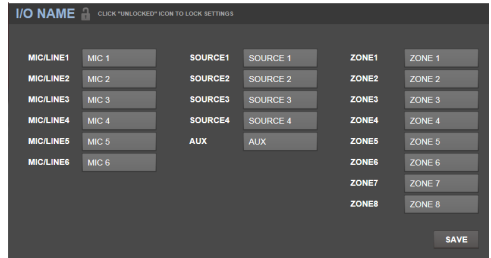 I/O NAME CLICK "UNLOCKED" ICON TO LOCK SETTINGS
MIC/LINE1 MIC 1 SOURCE1 SOURCE 1 ZONE1 ZONE 1
MIC/LINE2 MIC 2 SOURCE2 SOURCE 2 ZONE2 ZONE 2
MIC/LINE3 MIC 3 SOURCE3 SOURCE 3 ZONE3 ZONE 3
MIC/LINE4 MIC 4 SOURCE4 SOURCE 4 ZONE4 ZONE 4
MIC/LINE5 MIC 5 AUX AUX ZONE5 ZONE 5
MIC/LINE6 MIC 6 ZONE6 ZONE 6
ZONE7 ZONE 7
ZONE8 ZONE 8
SAVE